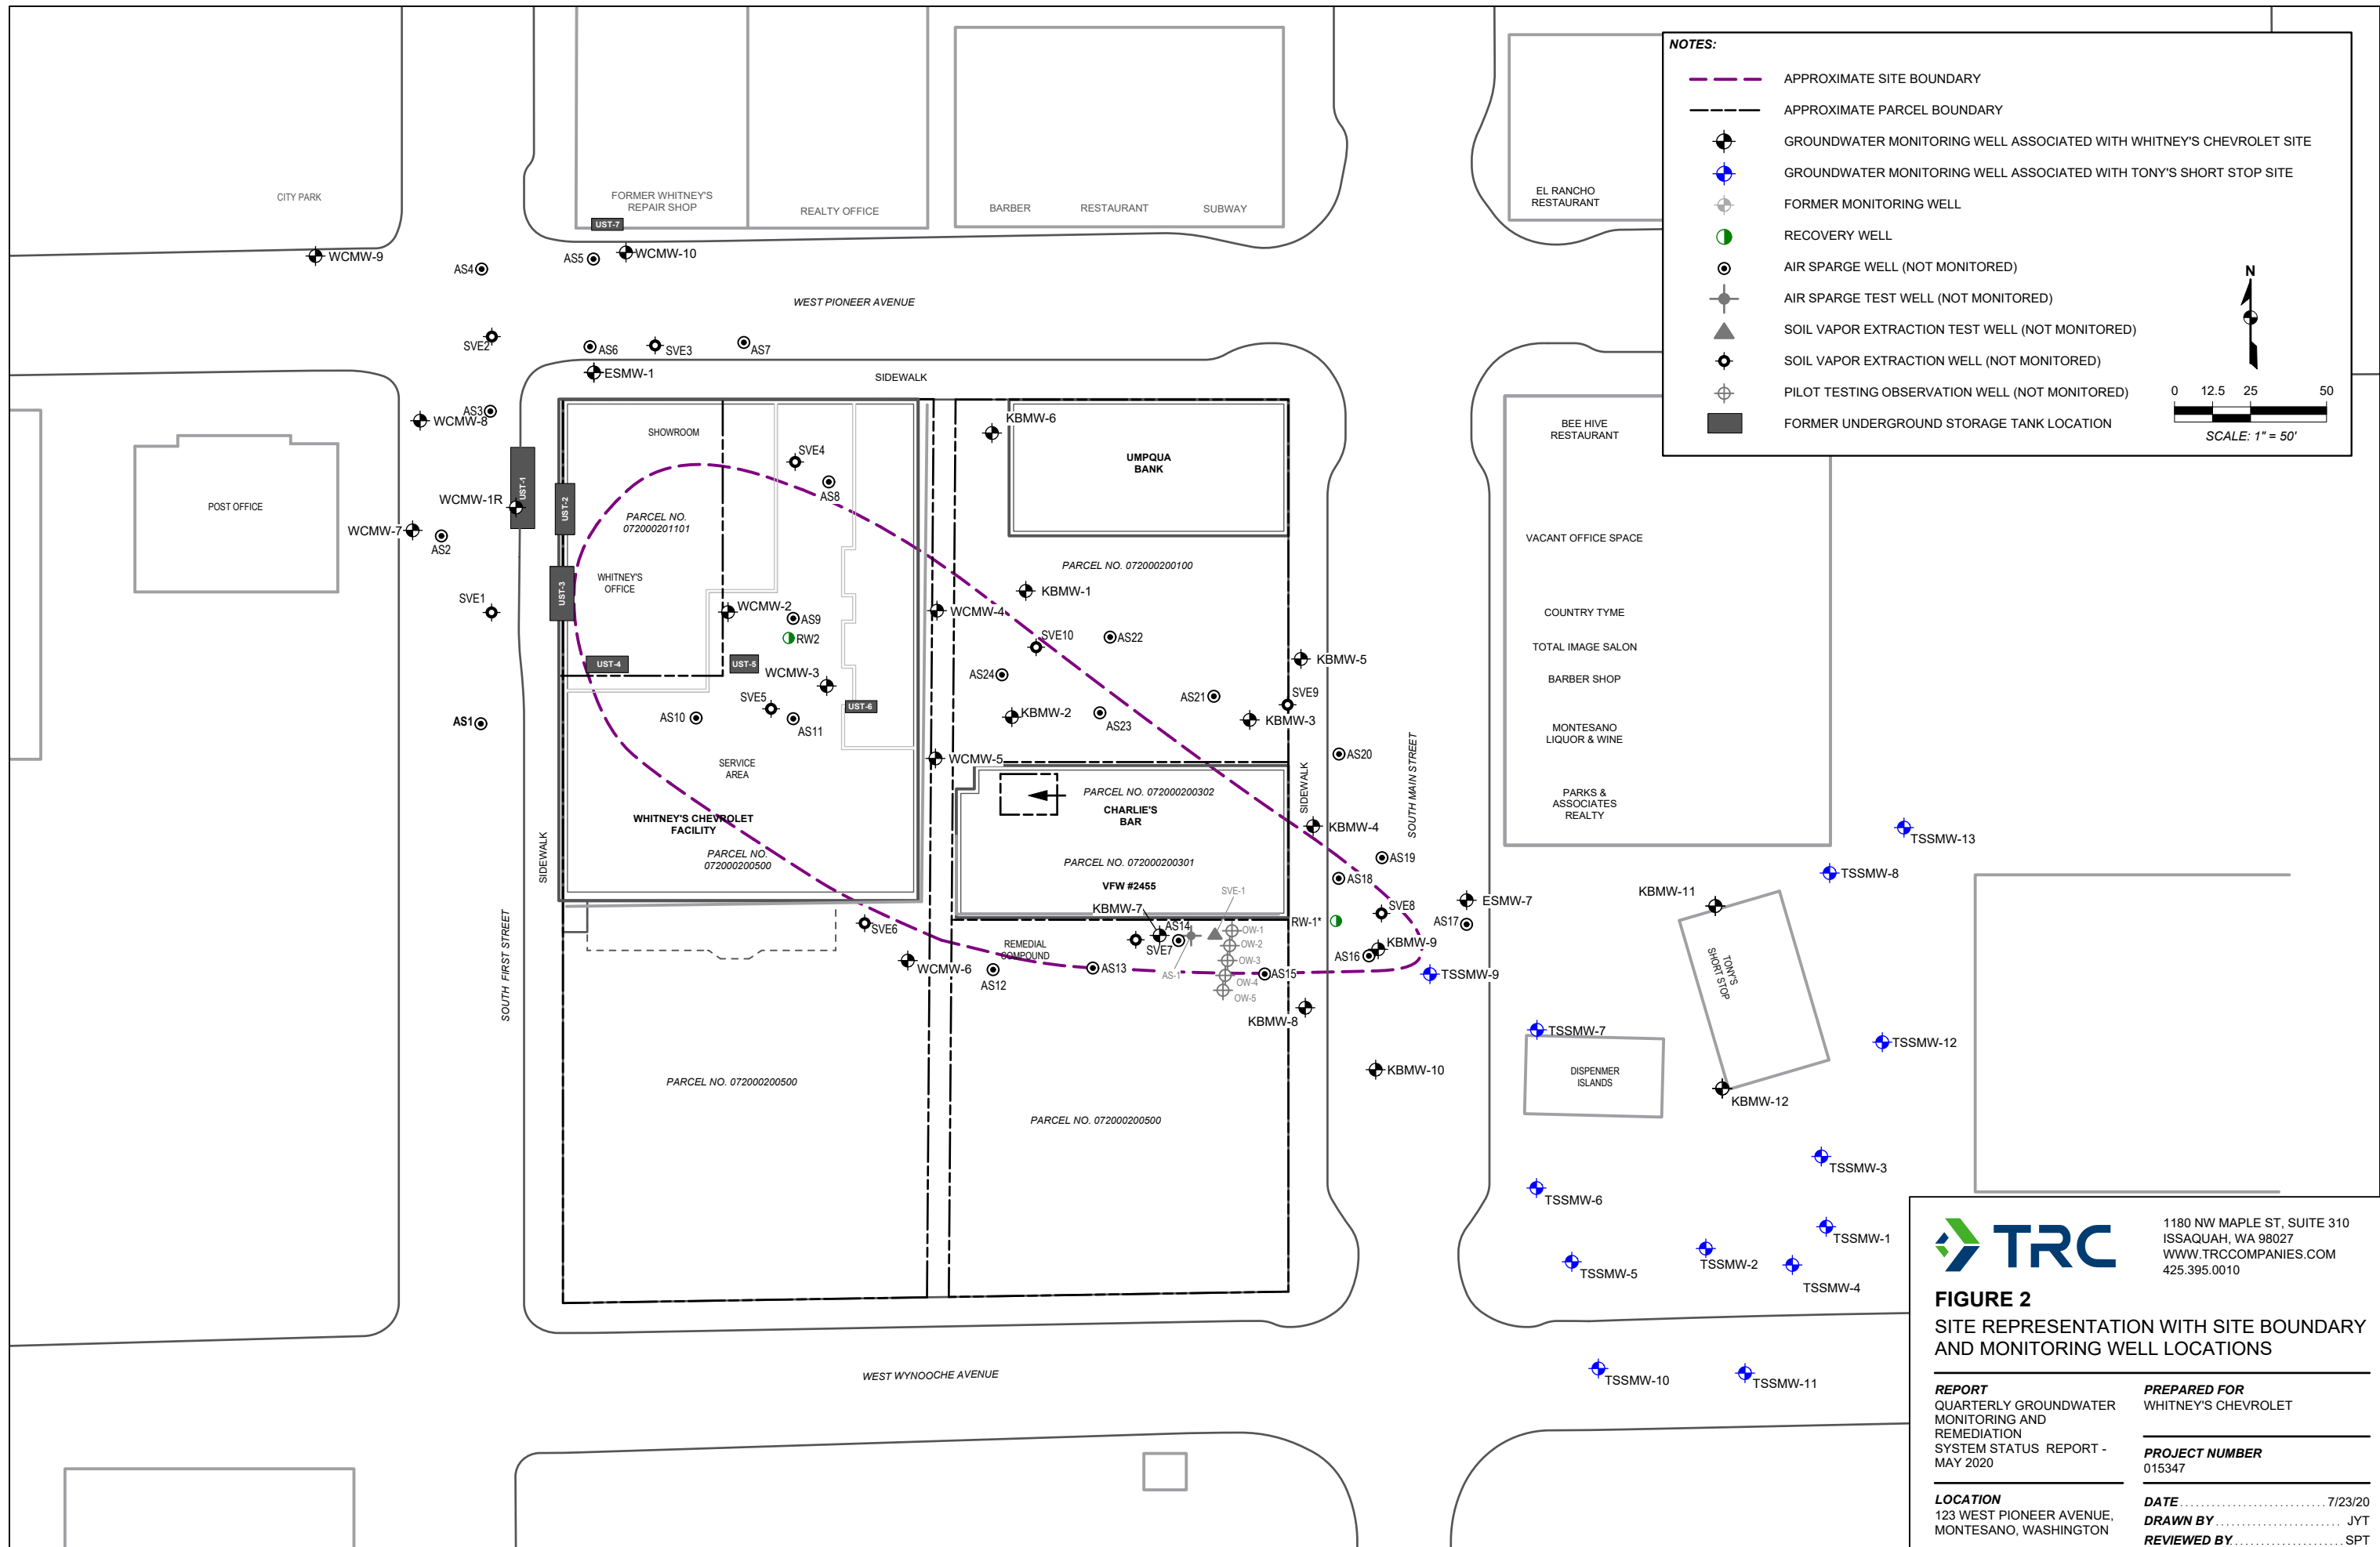 NOTES:
APPROXIMATE SITE BOUNDARY
APPROXIMATE PARCEL BOUNDARY
GROUNDWATER MONITORING WELL ASSOCIATED WITH WHITNEY'S CHEVROLET SITE
GROUNDWATER MONITORING WELL ASSOCIATED WITH TONY'S SHORT STOP SITE
FORMER MONITORING WELL
RECOVERY WELL
AIR SPARGE WELL (NOT MONITORED)
AIR SPARGE TEST WELL (NOT MONITORED)
SOIL VAPOR EXTRACTION TEST WELL (NOT MONITORED)
SOIL VAPOR EXTRACTION WELL (NOT MONITORED)
PILOT TESTING OBSERVATION WELL (NOT MONITORED)
FORMER UNDERGROUND STORAGE TANK LOCATION
N
0 12.5 25 50
SCALE: 1" = 50'
CITY PARK
FORMER WHITNEY'S
REPAIR SHOP
UST-7
REALTY OFFICE
BARBER
RESTAURANT
SUBWAY
EL RANCHO
RESTAURANT
WCMW-9
AS4
AS5
WCMW-10
WEST PIONEER AVENUE
SVE2
AS6
SVE3
AS7
ESMW-1
SIDEWALK
AS3
WCMW-8
SHOWROOM
KBMW-6
BEE HIVE
RESTAURANT
SVE4
UMPQUA
BANK
AS8
UST-1
UST-2
WCMW-1R
POST OFFICE
PARCEL NO.
072000201101
WCMW-7
AS2
VACANT OFFICE SPACE
PARCEL NO. 072000200100
WHITNEY'S
OFFICE
UST-3
KBMW-1
SVE1
WCMW-2
AS9
WCMW-4
COUNTRY TYME
RW2
SVE10
AS22
TOTAL IMAGE SALON
UST-4
UST-5
WCMW-3
KBMW-5
AS24
BARBER SHOP
SVE5
UST-6
AS21
SVE9
AS1
AS10
AS11
KBMW-2
AS23
KBMW-3
MONTESANO
LIQUOR & WINE
SERVICE
AREA
WCMW-5
AS20
SIDEWALK
SOUTH MAIN STREET
PARCEL NO. 072000200302
CHARLIE'S
BAR
PARKS &
ASSOCIATES
REALTY
WHITNEY'S CHEVROLET
FACILITY
KBMW-4
TSSMW-13
SIDEWALK
PARCEL NO.
072000200500
PARCEL NO. 072000200301
AS19
TSSMW-8
VFW #2455
SVE-1
AS18
KBMW-11
KBMW-7
SVE8
ESMW-7
SVE6
AS14
RW-1*
AS17
OW-1
REMEDIAL
COMPOUND
SVE7
OW-2
KBMW-9
OW-3
AS16
WCMW-6
AS12
AS13
AS-1
AS15
TSSMW-9
OW-4
OW-5
TONY'S
SHORT STOP
SOUTH FIRST STREET
KBMW-8
TSSMW-7
TSSMW-12
KBMW-10
DISPENMER
ISLANDS
PARCEL NO. 072000200500
KBMW-12
PARCEL NO. 072000200500
TSSMW-3
TSSMW-6
TSSMW-1
TSSMW-5
TSSMW-2
TSSMW-4
WEST WYNOOCHE AVENUE
TSSMW-10
TSSMW-11
TRC
1180 NW MAPLE ST, SUITE 310
ISSAQUAH, WA 98027
WWW.TRCCOMPANIES.COM
425.395.0010
FIGURE 2
SITE REPRESENTATION WITH SITE BOUNDARY
AND MONITORING WELL LOCATIONS
REPORT
QUARTERLY GROUNDWATER
MONITORING AND
REMEDIATION
SYSTEM STATUS REPORT -
MAY 2020
PREPARED FOR
WHITNEY'S CHEVROLET
PROJECT NUMBER
015347
LOCATION
123 WEST PIONEER AVENUE,
MONTESANO, WASHINGTON
DATE 7/23/20
DRAWN BY JYT
REVIEWED BY SPT